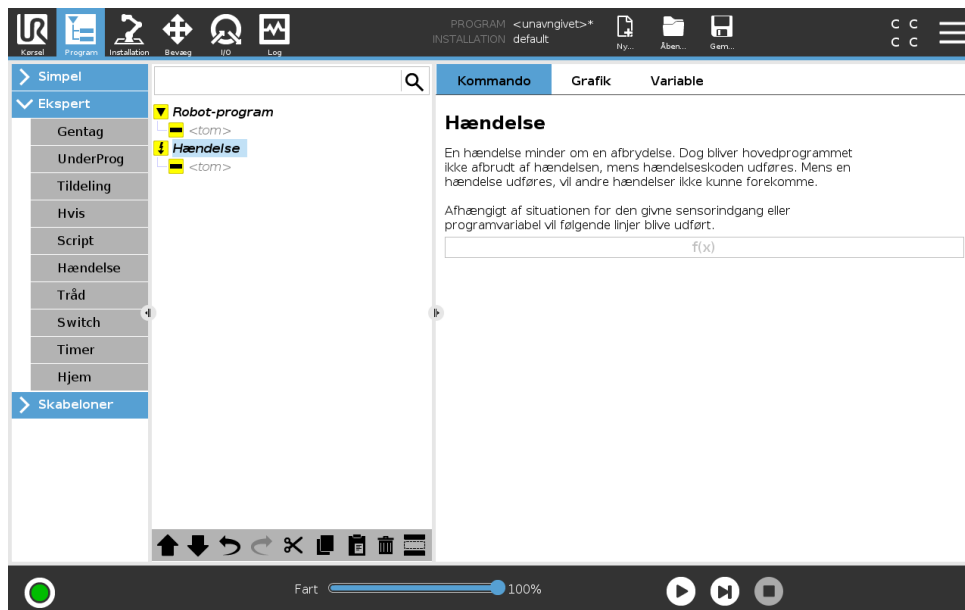 UR
Kørsel
Program
Installation
Bevæg
I/O
Log
PROGRAM <unavngivet>*
INSTALLATION default
Ny...
Åben...
Gem...
C C
C C
Simpel
Ekspert
Gentag
UnderProg
Tildeling
Hvis
Script
Hændelse
Tråd
Switch
Timer
Hjem
Skabeloner
Robot-program
<tom>
Hændelse
<tom>
Kommando Grafik Variable
Hændelse
En hændelse minder om en afbrydelse. Dog bliver hovedprogrammet
ikke afbrudt af hændelsen, mens hændelseskoden udføres. Mens en
hændelse udføres, vil andre hændelser ikke kunne forekomme.
Afhængigt af situationen for den givne sensorindgang eller
programvariabel vil følgende linjer blive udført.
f(x)
Fart 100%